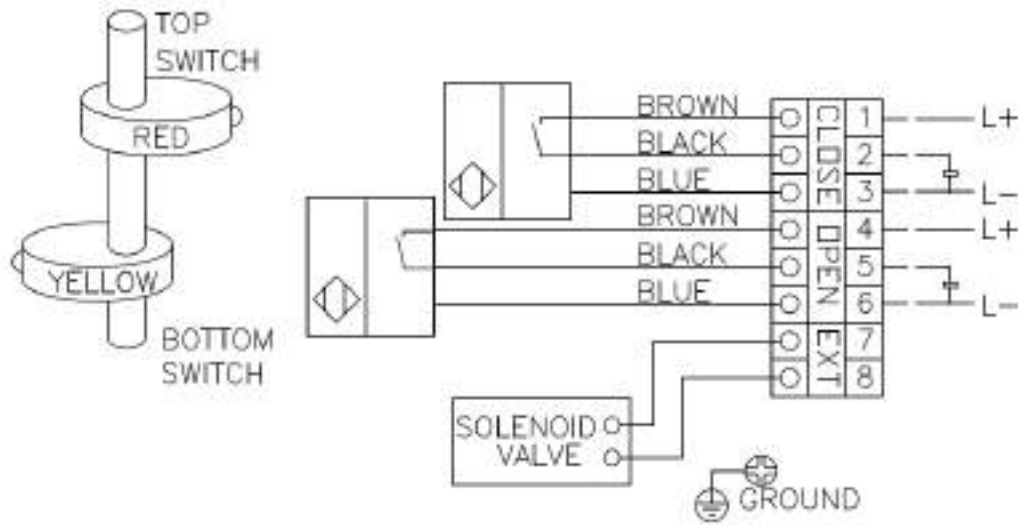 TOP
SWITCH
RED
YELLOW
BOTTOM
SWITCH
BROWN
BLACK
BLUE
BROWN
BLACK
BLUE
CLOSE
OPEN
EXT
1
2
3
4
5
6
7
8
L+
L-
L+
L-
SOLENOID
VALVE
GROUND